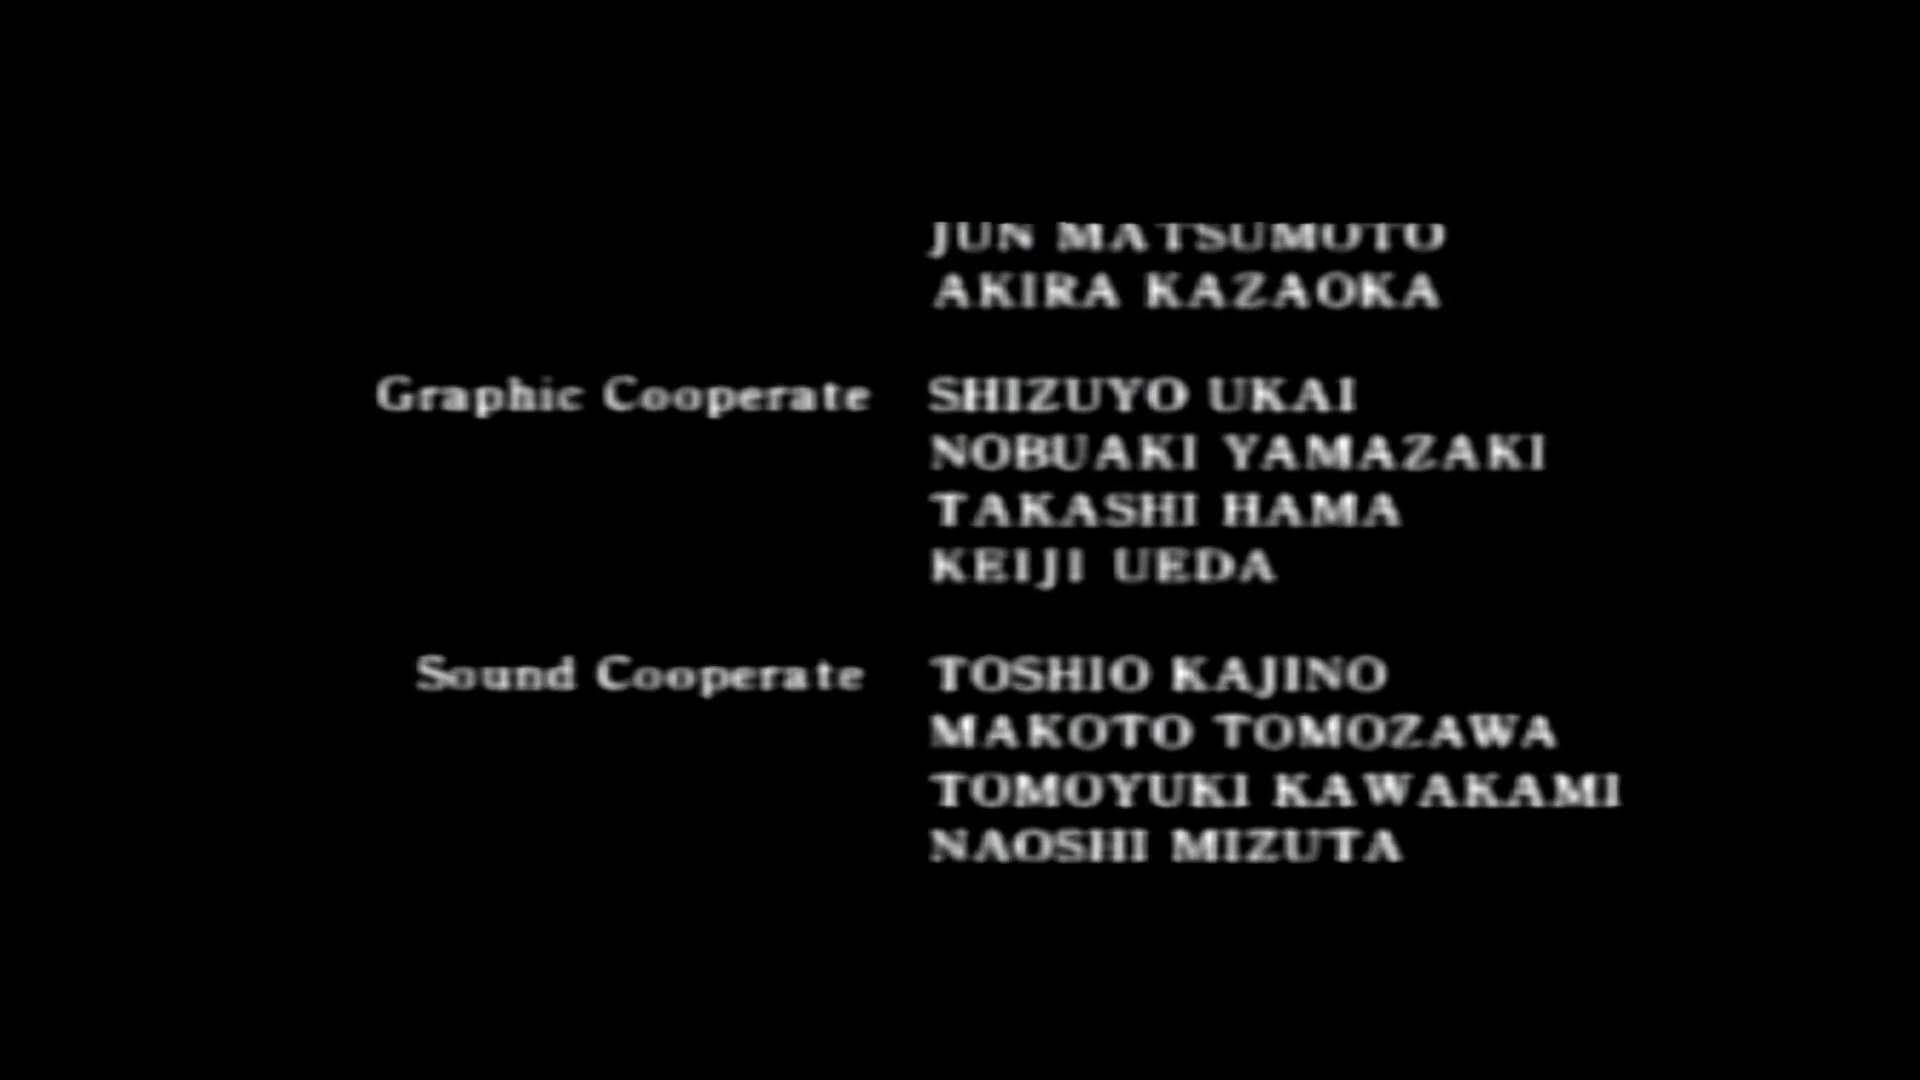 JUN MATSUMOTO
AKIRA KAZAOKA
Graphic Cooperate SHIZUYO UKAI
NOBUAKI YAMAZAKI
TAKASHI HAMA
KEIJI UEDA
Sound Cooperate TOSHIO KAJINO
MAKOTO TOMOZAWA
TOMOYUKI KAWAKAMI
NAOSHI MIZUTA